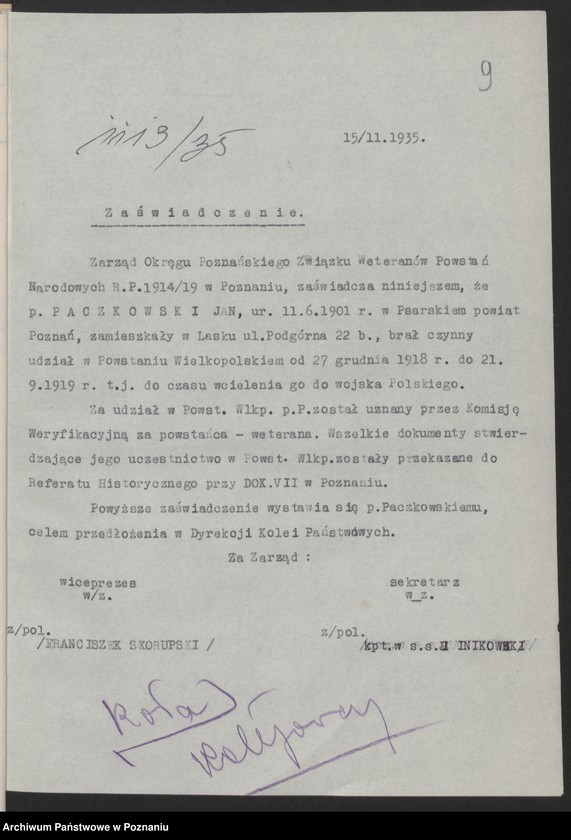 9
1113/35
15/11.1935.
Zaświadczenie.
Zarząd Okręgu Poznańskiego Związku Weteranów Powstań
Narodowych R.P.1914/19 w Poznaniu, zaświadcza niniejszem, że
p. P A C Z K O W S K I JAN, ur. 11.6.1901 r. w Psarskiem powiat
Poznań, zamieszkały w Lasku ul.Podgórna 22 b., brał czynny
udział w Powstaniu Wielkopolskiem od 27 grudnia 1918 r. do 21.
9.1919 r. t.j. do czasu wcielenia go do wojska Polskiego.
Za udział w Powst. Wlkp. p.P.został uznany przez Komisję
Weryfikacyjną za powstańca - weterana. Wszelkie dokumenty stwier-
dzające jego uczestnictwo w Powst. Wlkp.zostały przekazane do
Referatu Historycznego przy DOK.VII w Poznaniu.
Powyższe zaświadczenie wystawia się p.Paczkowskiemu,
celem przedłożenia w Dyrekcji Kolei Państwowych.
Za Zarząd :
wiceprezes sekretarz
w/z. w_z.
z/pol. z/pol.
/FRANCISZEK SKORUPSKI / /kpt.w s.s.
Koła
Archiwum Państwowe w Poznaniu